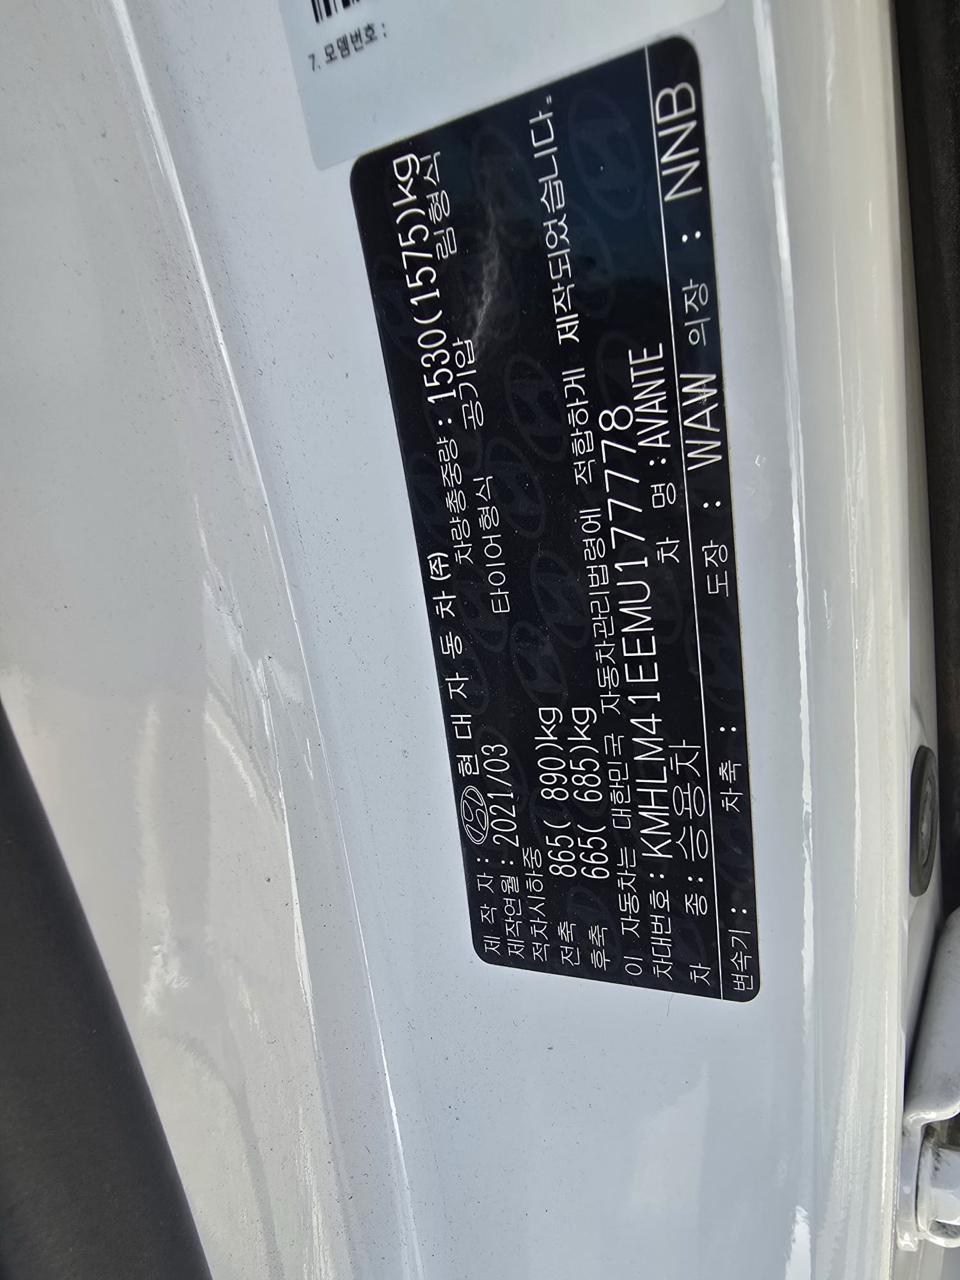 7. 모델번호 :
제 작 자 : 현 대 자 동 차 (주)
제작연월 : 2021/03 차량총중량 : 1530(1575)kg
적차시하중 타이어형식 공기압 림형식
전축 865( 890)kg
후축 665( 685)kg
이 자동차는 대한민국 자동차관리법령에 적합하게 제작되었습니다.
차대번호 : KMHLM41EEMU177778
차 종 : 승용차 차 명 : AVANTE
변속기 : 차축 : 도장 : WAW 의장 : NNB